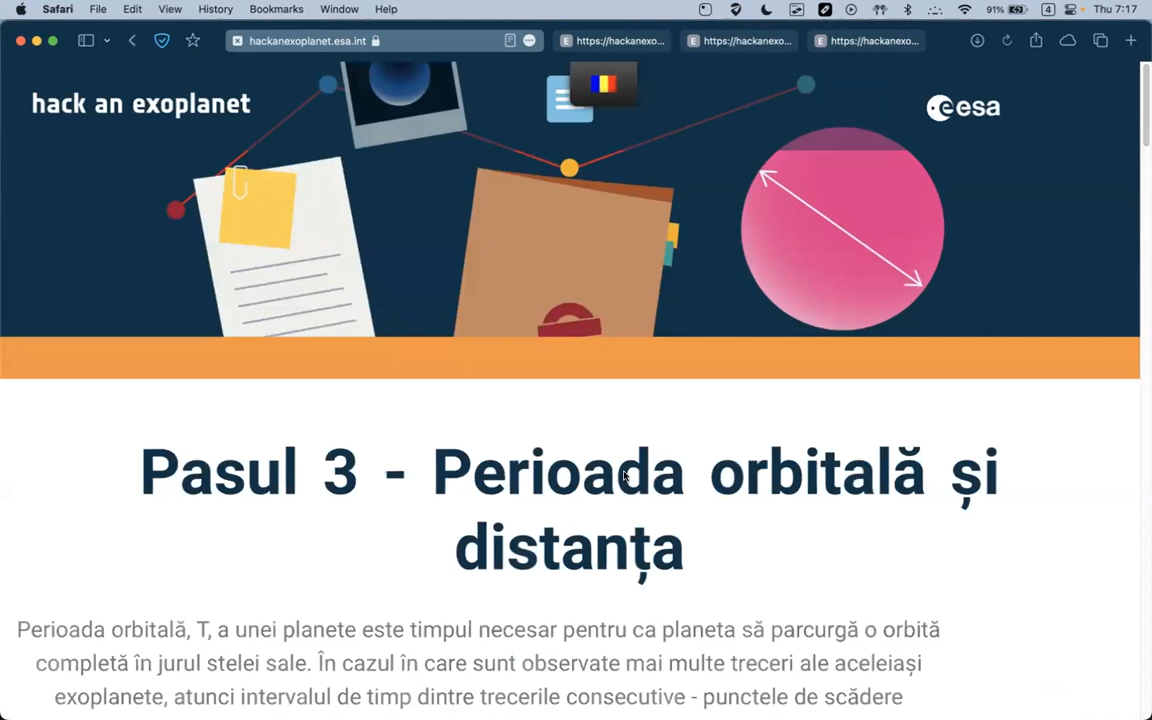 Safari File Edit View History Bookmarks Window Help 91% 4 Thu 7:17
hackanexoplanet.esa.int https://hackanexo... https://hackanexo... https://hackanexo...
hack an exoplanet
esa
Pasul 3 - Perioada orbitală și
distanța
Perioada orbitală, T, a unei planete este timpul necesar pentru ca planeta să parcurgă o orbită
completă în jurul stelei sale. În cazul în care sunt observate mai multe treceri ale aceleiași
exoplanete, atunci intervalul de timp dintre trecerile consecutive - punctele de scădere